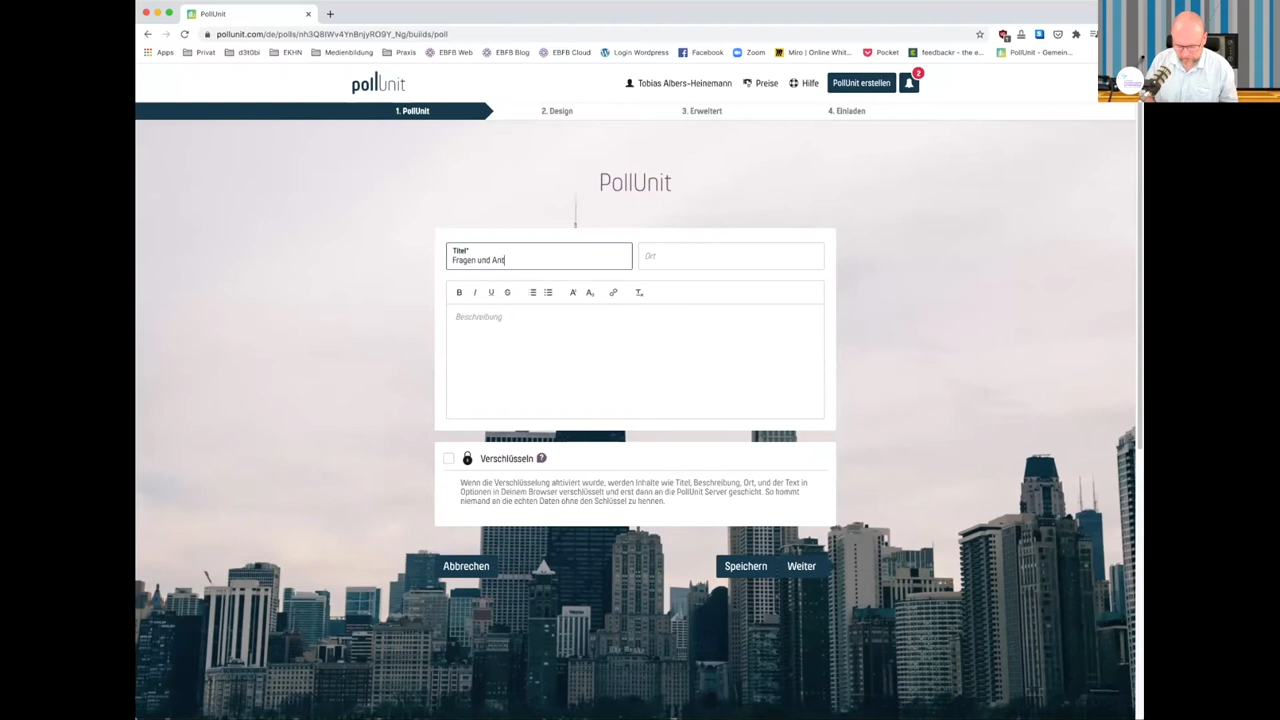 PollUnit
pollunit.com/de/polls/nh3Q8IWv4YnBnjyRO9Y_Ng/builds/poll
Apps Privat d3t0bi EKHN Medienbildung Praxis EBFB Web EBFB Blog EBFB Cloud Login Wordpress Facebook Zoom Miro | Online Whit... Pocket feedbackr - the e... PollUnit - Gemein...
pollUnit Tobias Albers-Heinemann Preise Hilfe PollUnit erstellen 2
1. PollUnit 2. Design 3. Erweitert 4. Einladen
PollUnit
Titel*
Fragen und Ant
Ort
B I U G
Beschreibung
Verschlüsseln ?
Wenn die Verschlüsselung aktiviert wurde, werden Inhalte wie Titel, Beschreibung, Ort, und der Text in
Optionen in Deinem Browser verschlüsselt und erst dann an die PollUnit Server geschicht. So kommt
niemand an die echten Daten ohne den Schlüssel zu kennen.
Abbrechen Speichern Weiter